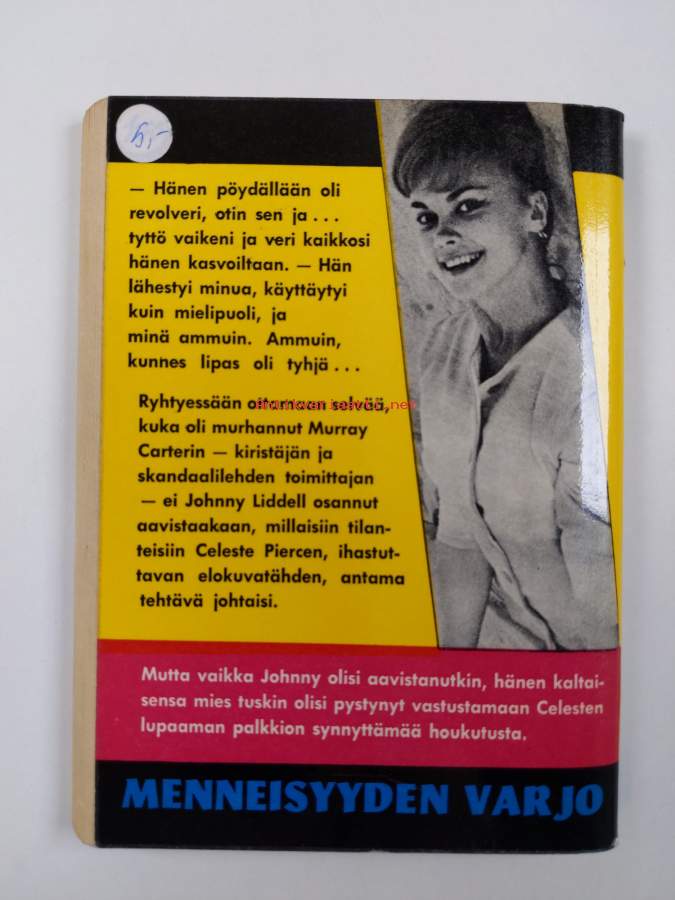 5,-
— Hänen pöydällään oli
revolveri, otin sen ja...
tyttö vaikeni ja veri kaikkosi
hänen kasvoiltaan. — Hän
lähestyi minua, käyttäytyi
kuin mielipuoli, ja
minä ammuin. Ammuin,
kunnes lipas oli tyhjä...
Ryhtyessään ottamaan selvää,
kuka oli murhannut Murray
Carterin — kiristäjän ja
skandaalilehden toimittajan
— ei Johnny Liddell osannut
aavistaakaan, millaisiin tilan-
teisiin Celeste Piercen, ihastut-
tavan elokuvatähden, antama
tehtävä johtaisi.
Mutta vaikka Johnny olisi aavistanutkin, hänen kaltai-
sensa mies tuskin olisi pystynyt vastustamaan Celesten
lupaaman palkkion synnyttämää houkutusta.
MENNEISYYDEN VARJO